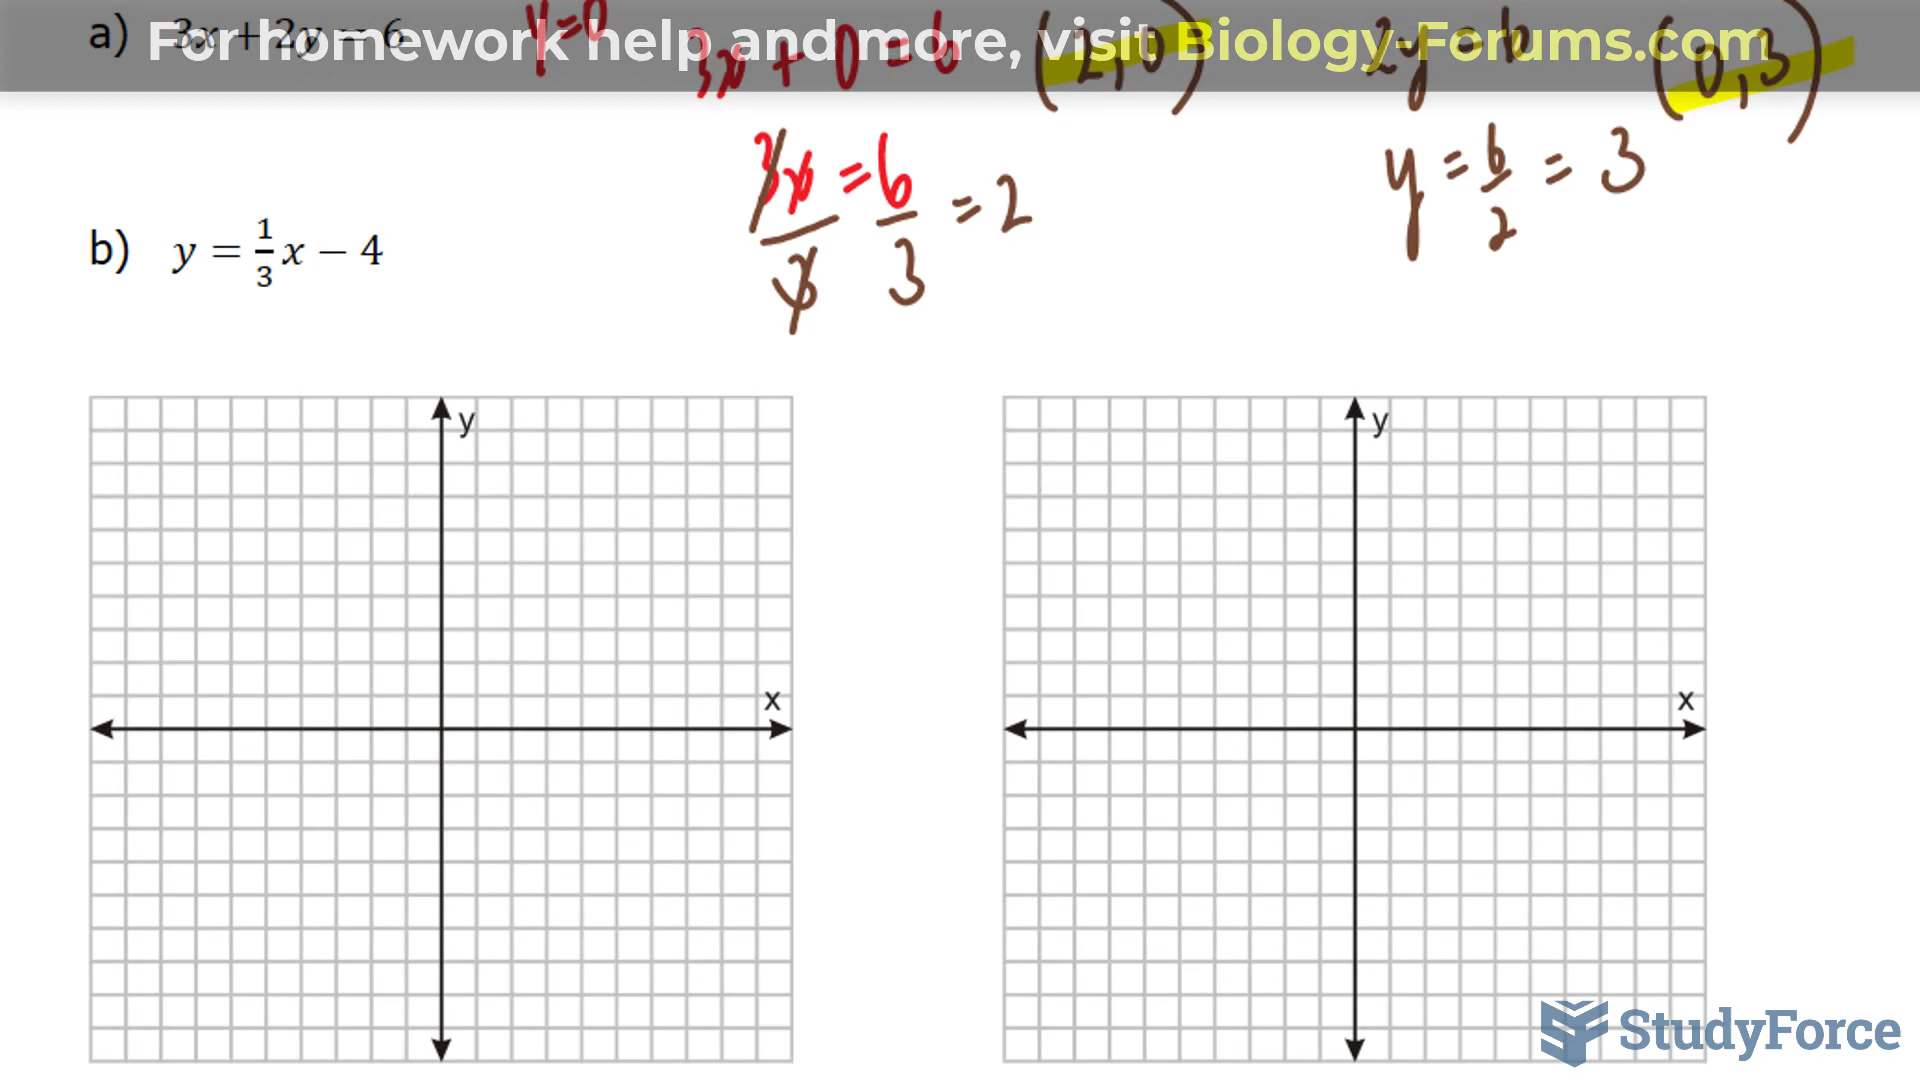 For homework help and more, visit Biology-Forums.com
a) 3x + 2y = 6
y=0
3x + 0 = 6
(2,0)
2y = 6
(0,3)
3x/3 = 6/3 = 2
y = 6/2 = 3
b) y = 1/3 x − 4
y
x
y
x
StudyForce